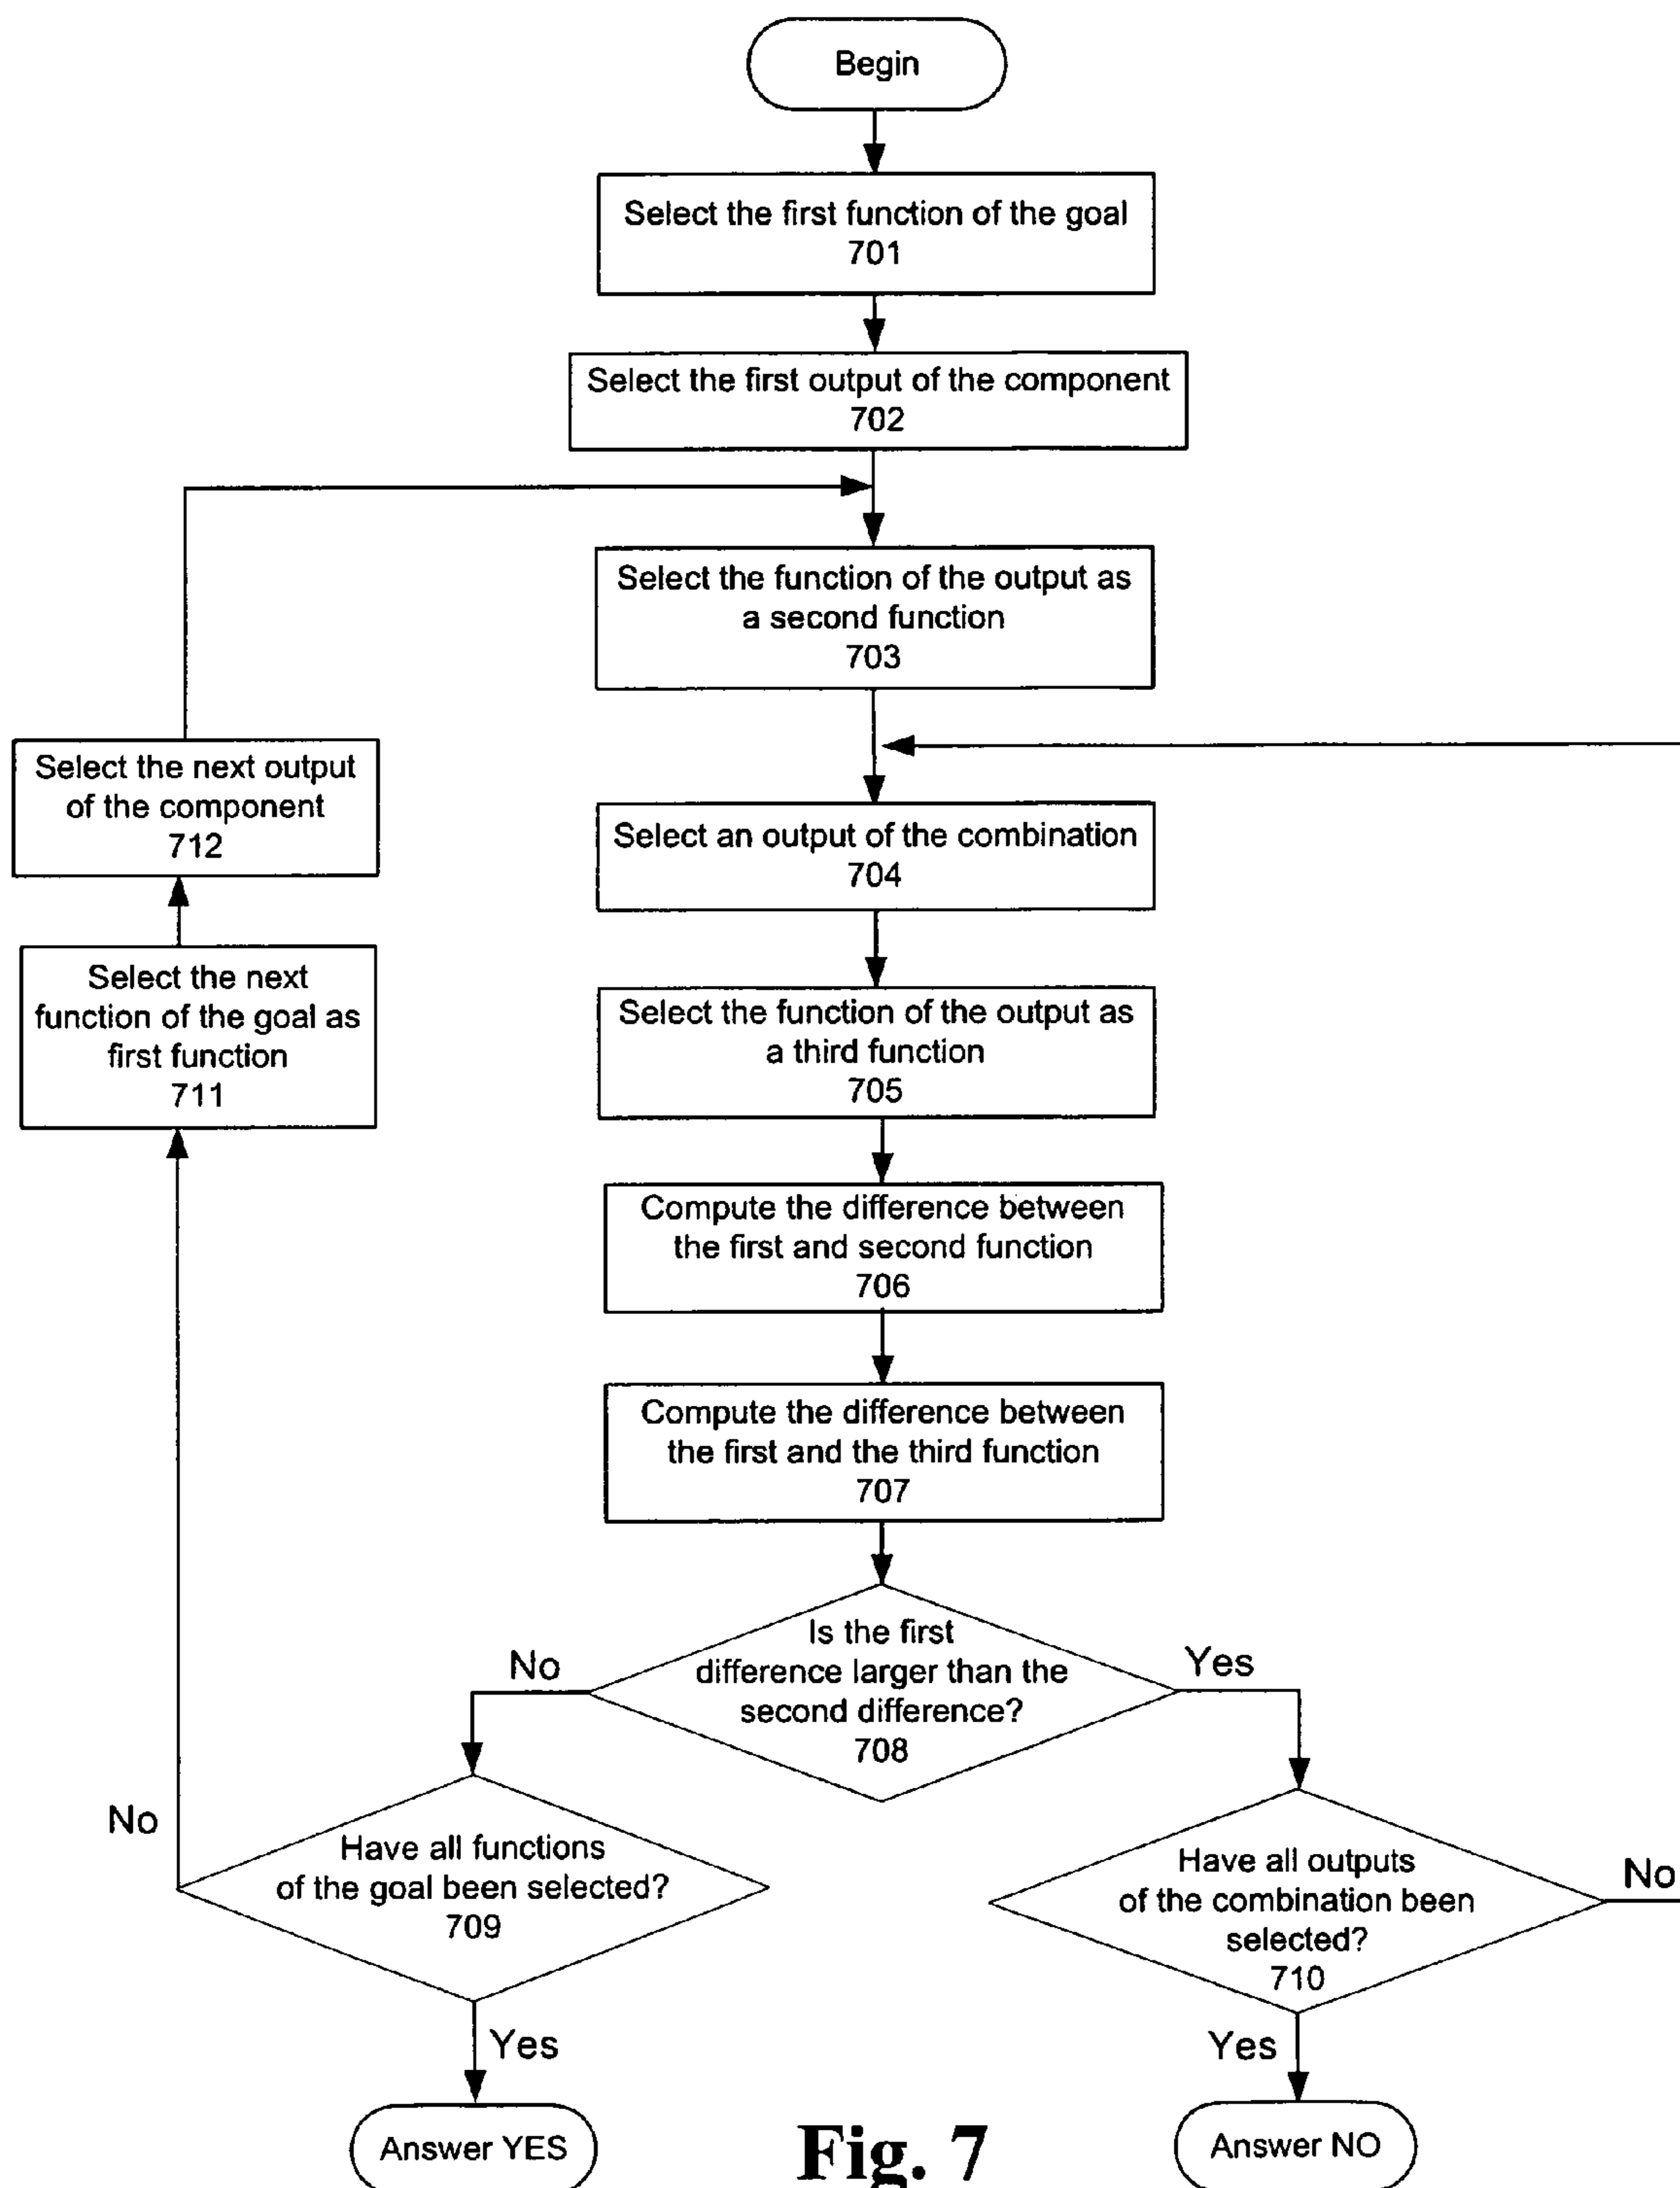 Begin
Select the first function of the goal
701
Select the first output of the component
702
Select the function of the output as
a second function
703
Select the next output
of the component
712
Select an output of the combination
704
Select the next
function of the goal as
first function
711
Select the function of the output as
a third function
705
Compute the difference between
the first and second function
706
Compute the difference between
the first and the third function
707
Is the first
difference larger than the
second difference?
708
No
Yes
No
Have all functions
of the goal been selected?
709
Have all outputs
of the combination been
selected?
710
No
Yes
Yes
Answer YES
Answer NO
Fig. 7